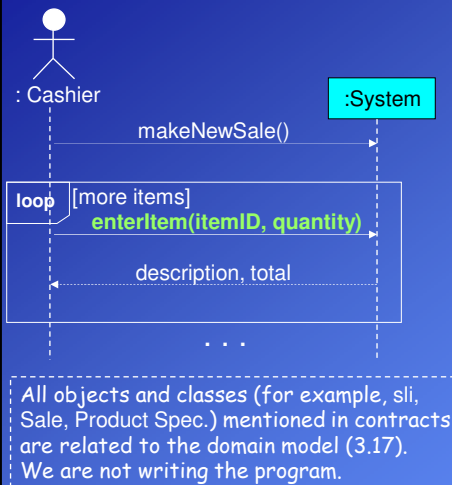 : Cashier
:System
makeNewSale()
loop [more items]
enterItem(itemID, quantity)
description, total
. . .
All objects and classes (for example, sli,
Sale, Product Spec.) mentioned in contracts
are related to the domain model (3.17).
We are not writing the program.